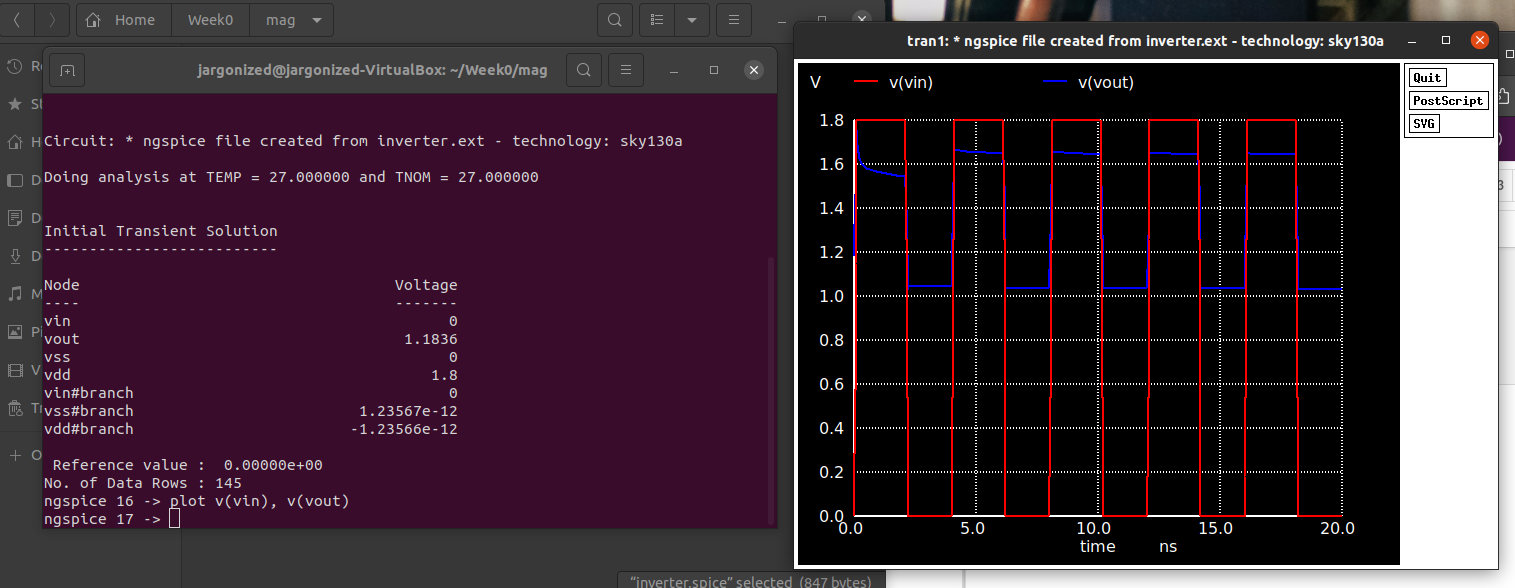 Home Week0 mag
jargonized@jargonized-VirtualBox: ~/Week0/mag
Circuit: * ngspice file created from inverter.ext - technology: sky130a
Doing analysis at TEMP = 27.000000 and TNOM = 27.000000
Initial Transient Solution
--------------------------
Node Voltage
---- -------
vin 0
vout 1.1836
vss 0
vdd 1.8
vin#branch 0
vss#branch 1.23567e-12
vdd#branch -1.23566e-12
Reference value : 0.00000e+00
No. of Data Rows : 145
ngspice 16 -> plot v(vin), v(vout)
ngspice 17 ->
"inverter.spice" selected (847 bytes)
tran1: * ngspice file created from inverter.ext - technology: sky130a
V v(vin) v(vout)
1.8
1.6
1.4
1.2
1.0
0.8
0.6
0.4
0.2
0.0
0.0 5.0 10.0 15.0 20.0
time ns
Quit
PostScript
SVG